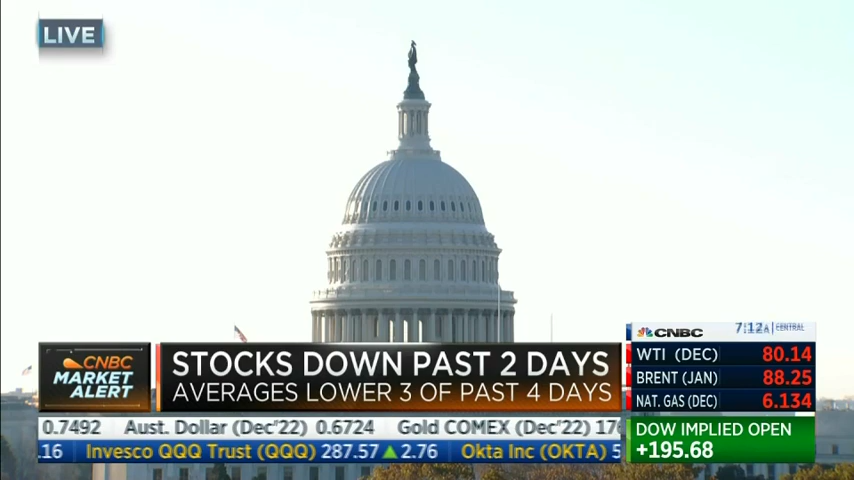 LIVE
CNBC
MARKET
ALERT
STOCKS DOWN PAST 2 DAYS
AVERAGES LOWER 3 OF PAST 4 DAYS
CNBC 7:12A CENTRAL
WTI (DEC) 80.14
BRENT (JAN) 88.25
NAT. GAS (DEC) 6.134
DOW IMPLIED OPEN
+195.68
0.7492 Aust. Dollar (Dec'22) 0.6724 Gold COMEX (Dec'22) 17
.16 Invesco QQQ Trust (QQQ) 287.57 ▲ 2.76 Okta Inc (OKTA) 5